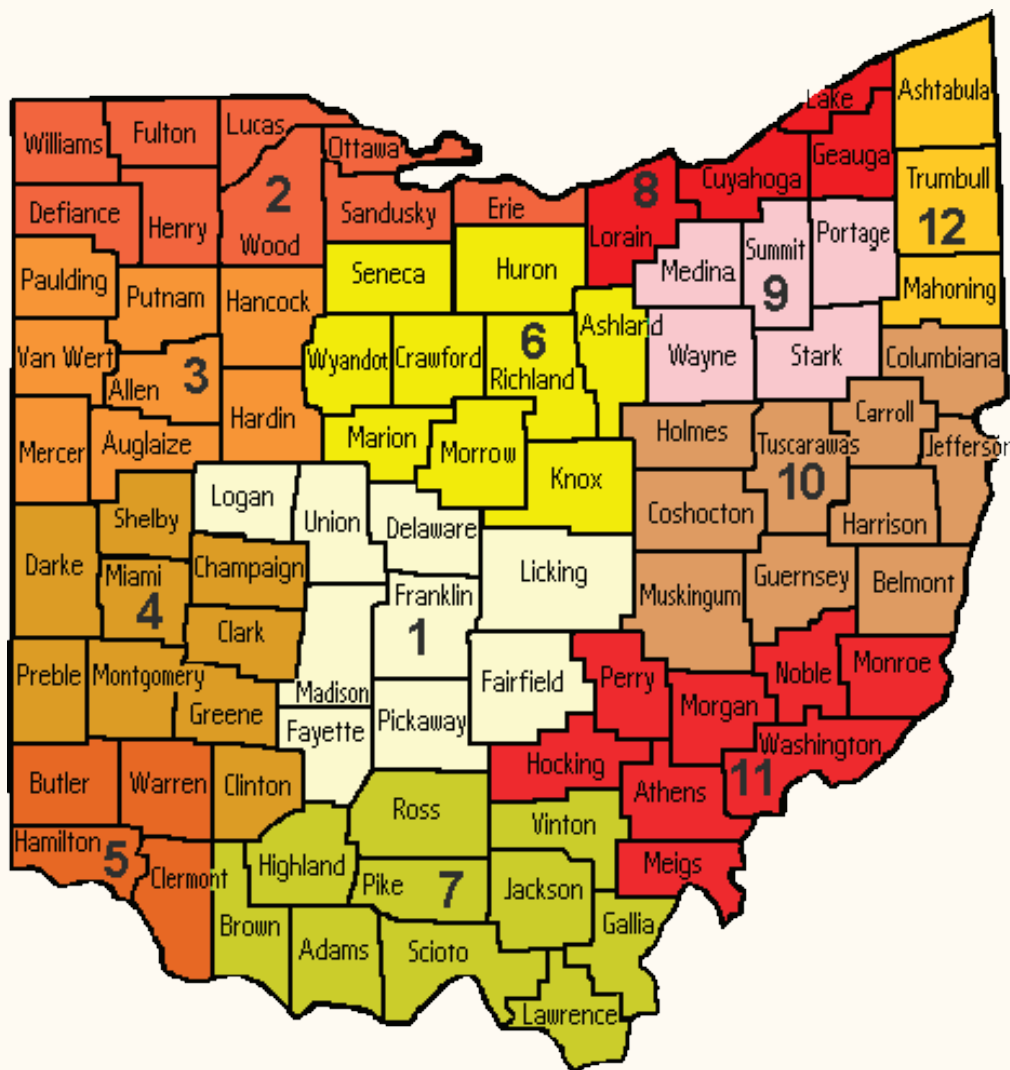 Ashtabula
Lake
Williams
Fulton
Lucas
Ottawa
Geauga
Cuyahoga
8
Trumbull
12
Defiance
Henry
2
Wood
Sandusky
Erie
Lorain
Medina
Summit
9
Portage
Paulding
Putnam
Hancock
Seneca
Huron
Mahoning
Van Wert
Allen
3
Wyandot
Crawford
6
Richland
Ashland
Wayne
Stark
Columbiana
Mercer
Auglaize
Hardin
Marion
Morrow
Knox
Holmes
Tuscarawas
10
Carroll
Jefferson
Logan
Union
Delaware
Coshocton
Harrison
Shelby
Darke
Miami
4
Champaign
Clark
Franklin
1
Licking
Muskingum
Guernsey
Belmont
Preble
Montgomery
Greene
Madison
Fayette
Pickaway
Fairfield
Perry
Morgan
Noble
Monroe
Washington
11
Butler
Warren
Clinton
Ross
Hocking
Athens
Vinton
Meigs
Hamilton
5
Clermont
Highland
Pike
7
Jackson
Gallia
Brown
Adams
Scioto
Lawrence